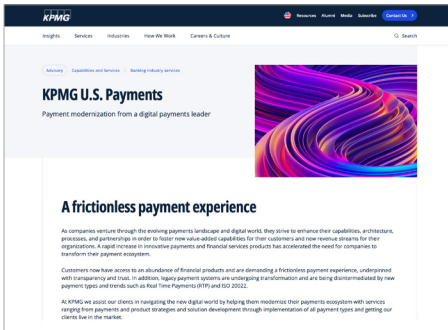 KPMG
Resources Alumni Media Subscribe Contact Us
Insights Services Industries How We Work Careers & Culture Search
Advisory Capabilities and Services Banking industry services
KPMG U.S. Payments
Payment modernization from a digital payments leader
A frictionless payment experience
As companies venture through the evolving payments landscape and digital world, they strive to enhance their capabilities, architecture,
processes, and partnerships in order to foster new value-added capabilities for their customers and new revenue streams for their
organizations. A rapid increase in innovative payments and financial services products has accelerated the need for companies to
transform their payment ecosystem.
Customers now have access to an abundance of financial products and are demanding a frictionless payment experience, underpinned
with transparency and trust. In addition, legacy payment systems are undergoing transformation and are being disintermediated by new
payment types and trends such as Real Time Payments (RTP) and ISO 20022.
At KPMG we assist our clients in navigating the new digital world by helping them modernize their payments ecosystem with services
ranging from payments and product strategies and solution development through implementation of all payment types and getting our
clients live in the market.